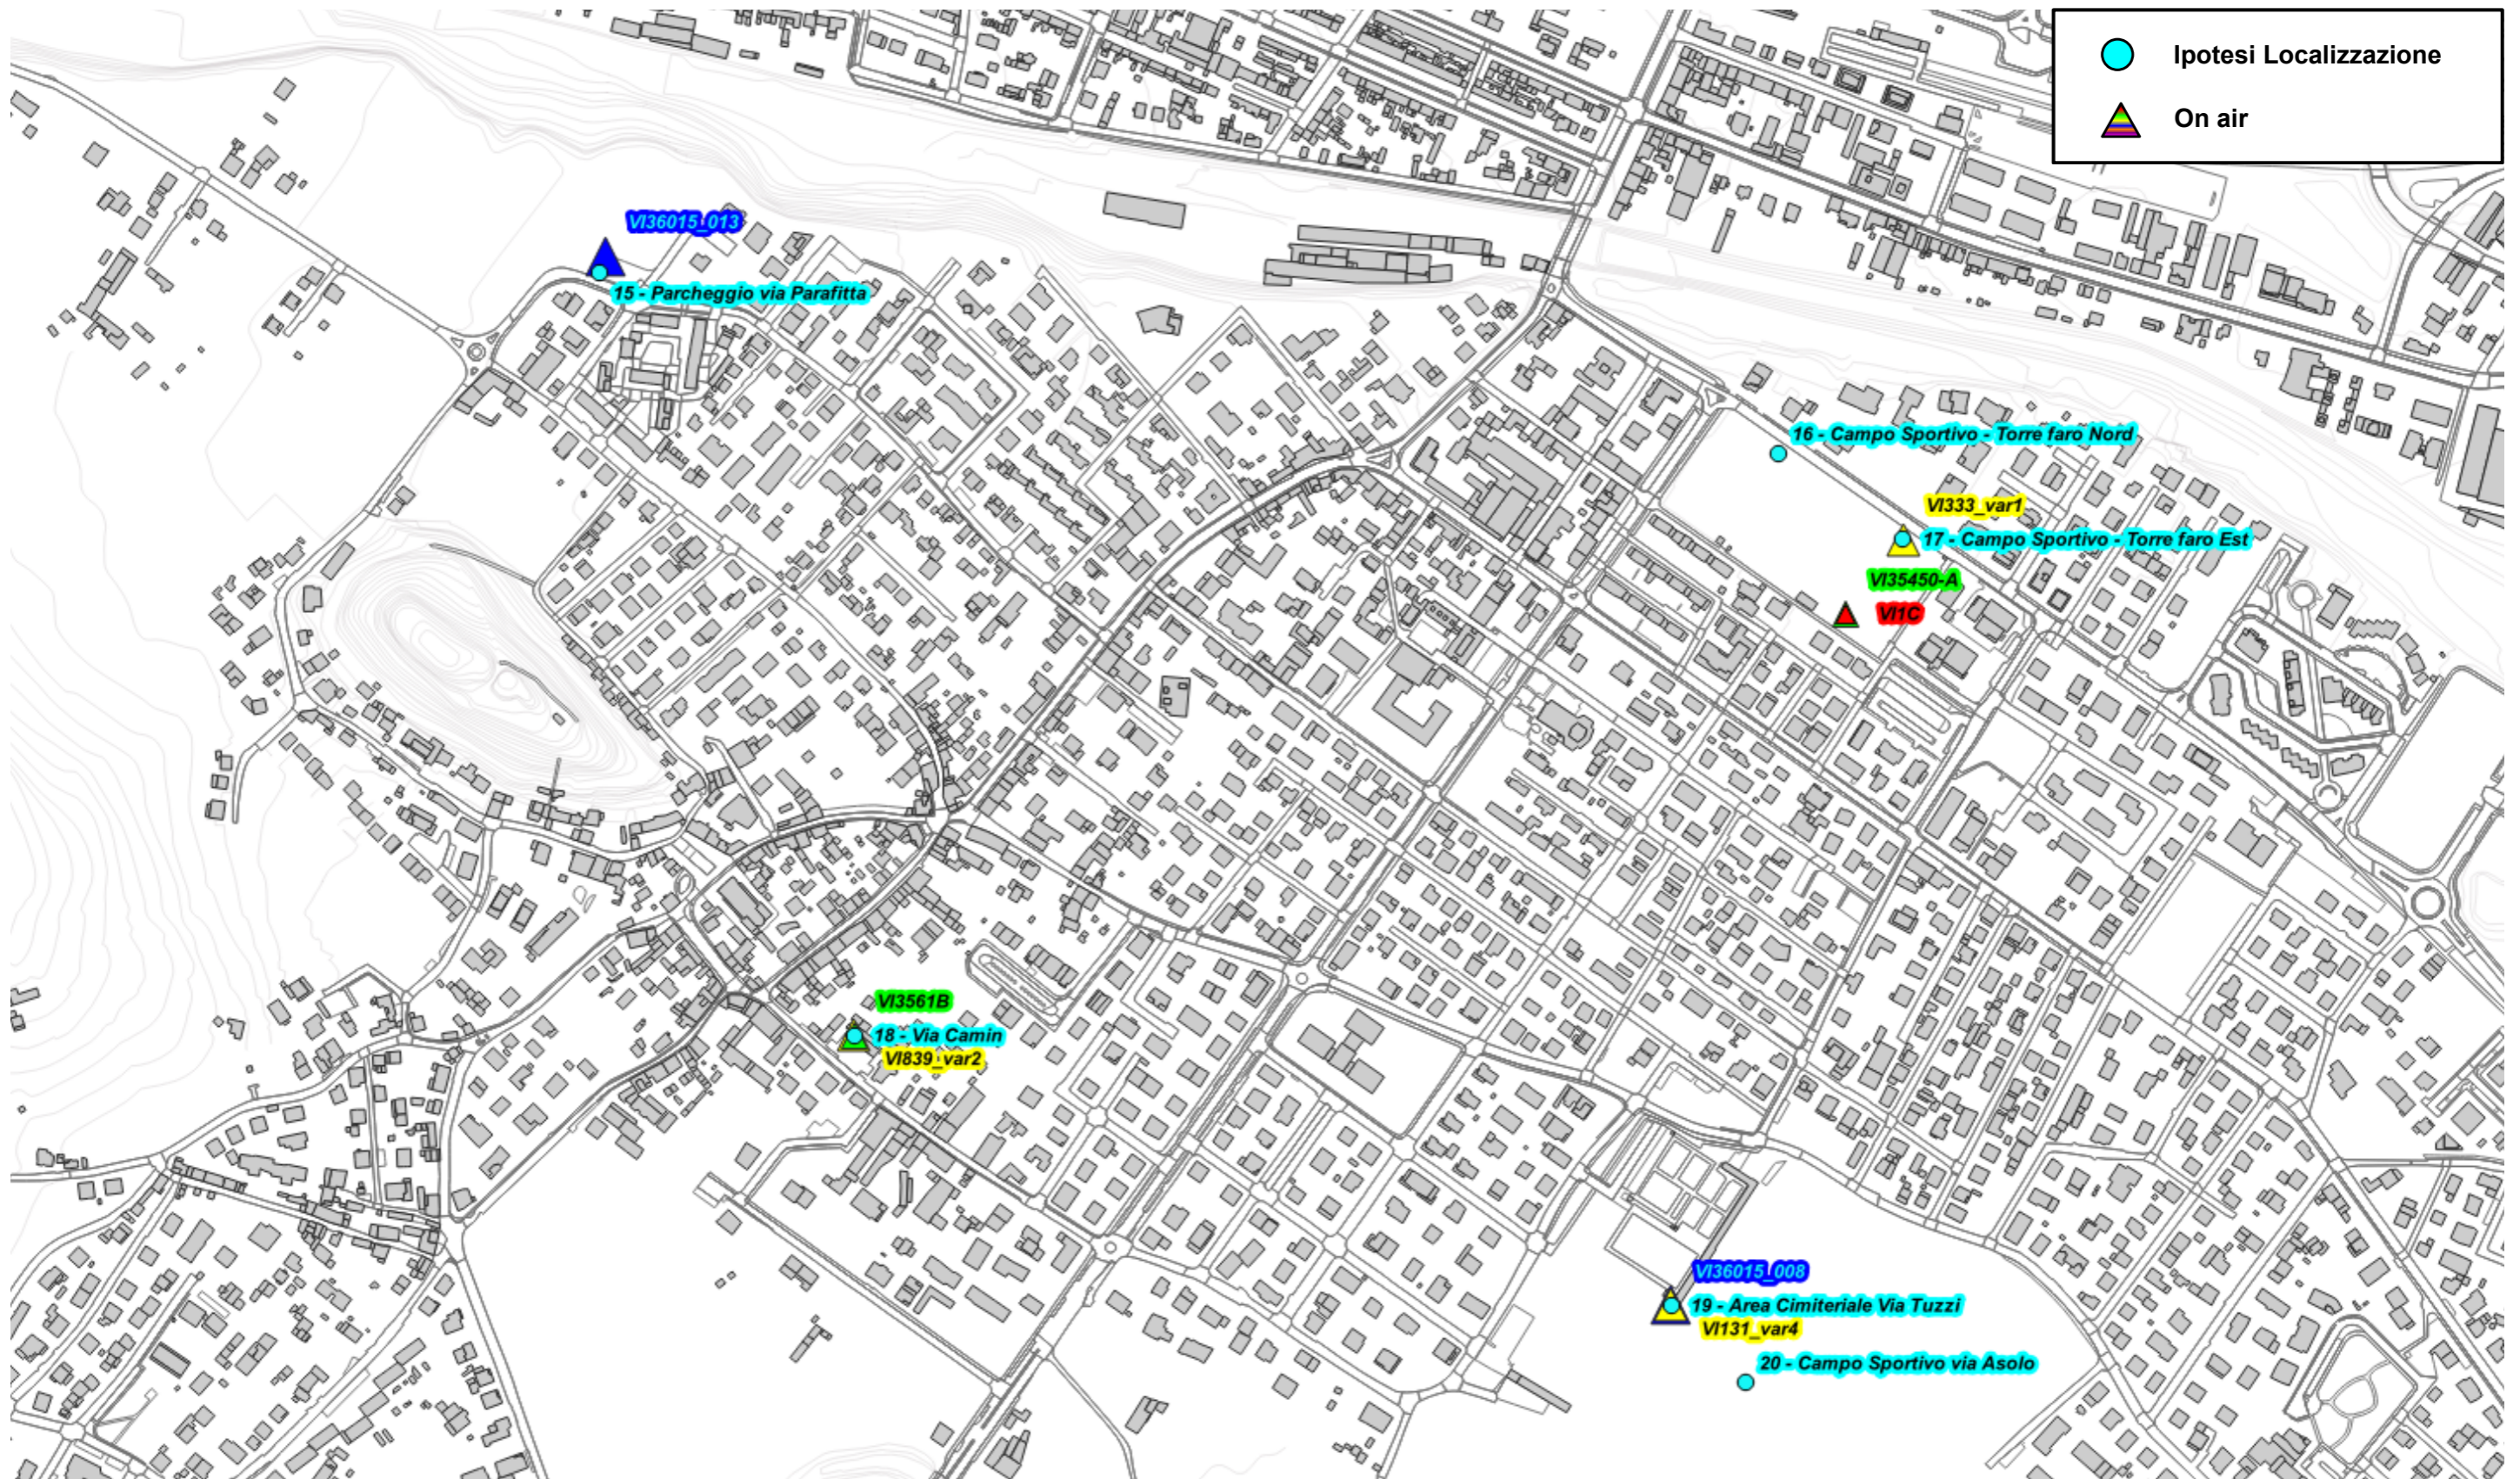 Ipotesi Localizzazione
On air
VI36015_013
15 - Parcheggio via Parafitta
16 - Campo Sportivo - Torre faro Nord
VI333_var1
17 - Campo Sportivo - Torre faro Est
VI35450-A
VI1C
VI3561B
18 - Via Camin
VI839_var2
VI36015_008
19 - Area Cimiteriale Via Tuzzi
VI131_var4
20 - Campo Sportivo via Asolo